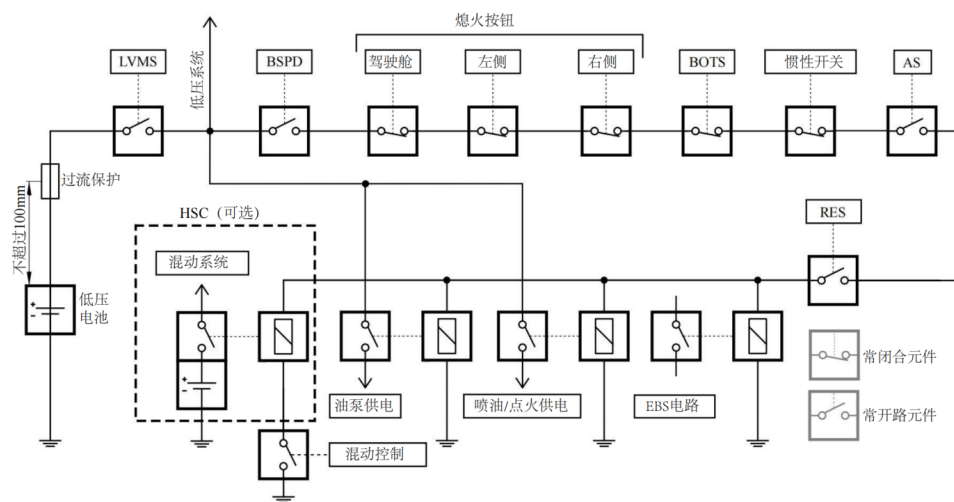 熄火按钮
LVMS
BSPD
驾驶舱
左侧
右侧
BOTS
惯性开关
AS
低压系统
过流保护
不超过100mm
HSC（可选）
RES
混动系统
+
-
低压
电池
+
-
常闭合元件
油泵供电
喷油/点火供电
EBS电路
常开路元件
混动控制